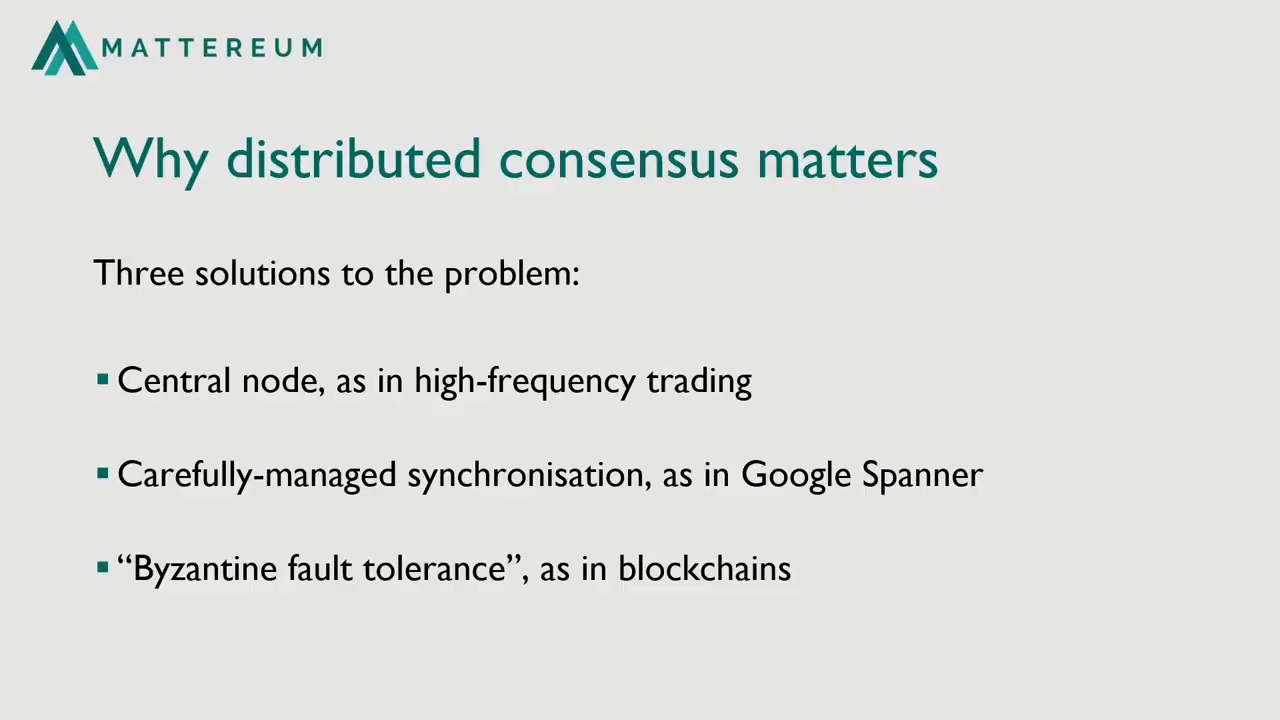 MATTEREUM
Why distributed consensus matters
Three solutions to the problem:
▪ Central node, as in high-frequency trading
▪ Carefully-managed synchronisation, as in Google Spanner
▪ “Byzantine fault tolerance”, as in blockchains